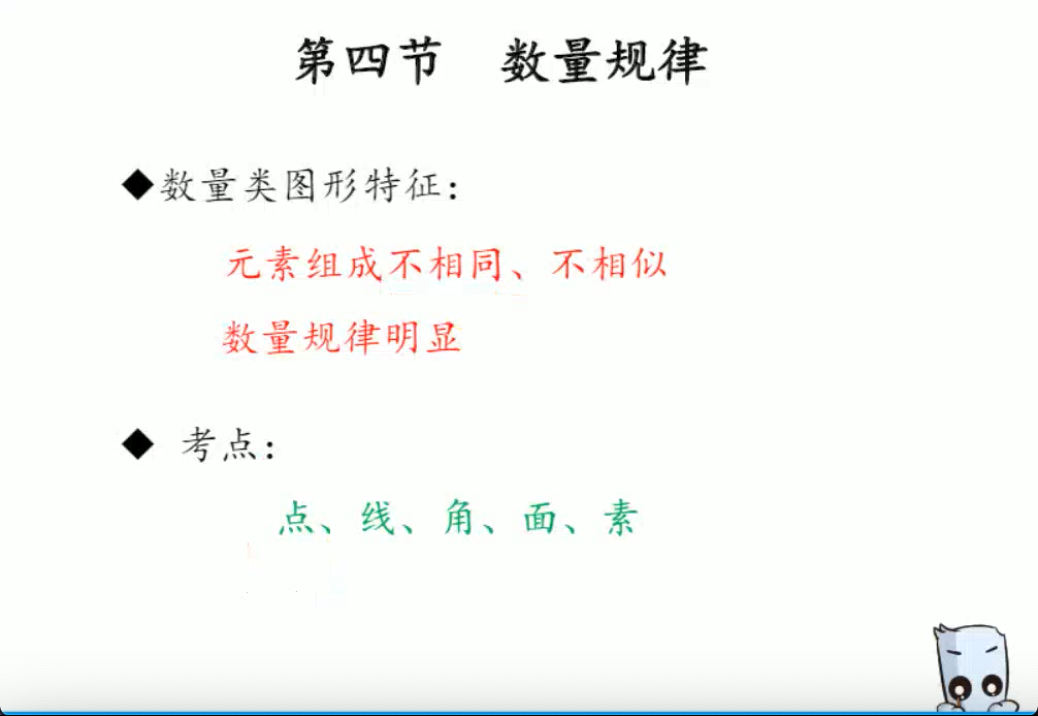 第四节 数量规律
◆数量类图形特征:
元素组成不相同、不相似
数量规律明显
◆ 考点:
点、线、角、面、素